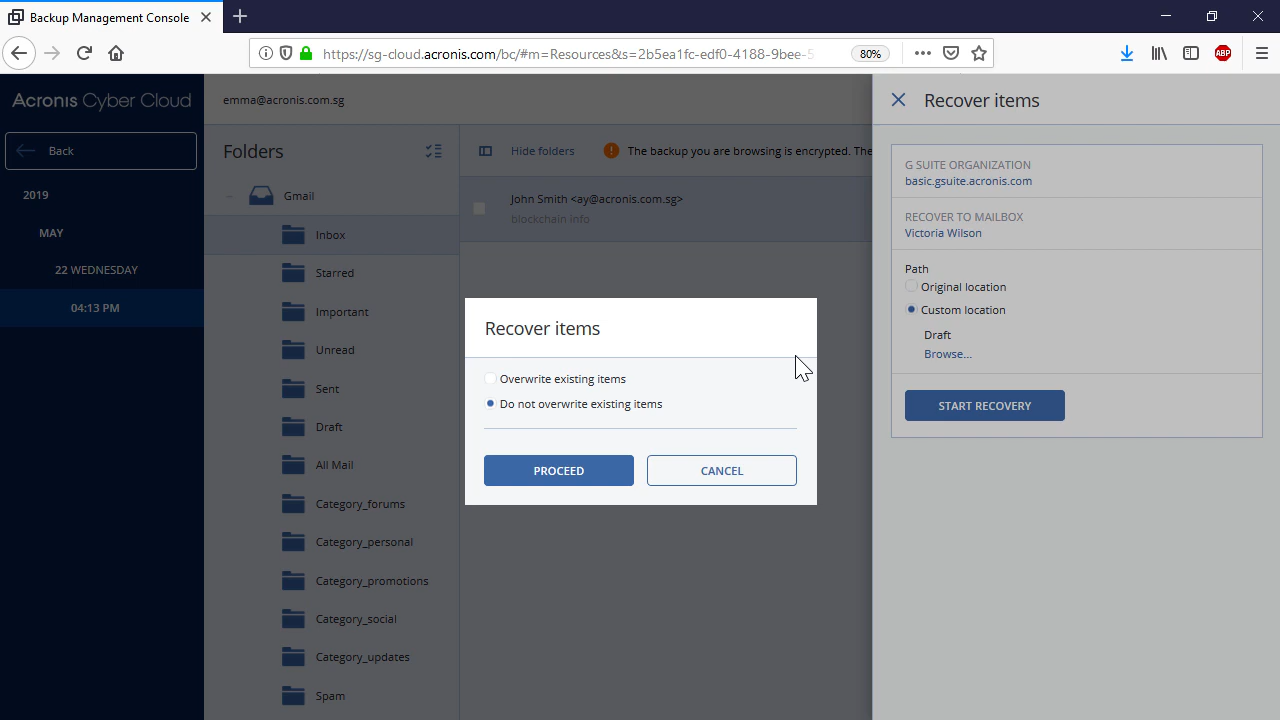 Backup Management Console
https://sg-cloud.acronis.com/bc/#m=Resources&s=2b5ea1fc-edf0-4188-9bee-5
80%
ABP
Acronis Cyber Cloud
Back
2019
MAY
22 WEDNESDAY
04:13 PM
emma@acronis.com.sg
Folders
Gmail
Inbox
Starred
Important
Unread
Sent
Draft
All Mail
Category_forums
Category_personal
Category_promotions
Category_social
Category_updates
Spam
Hide folders
The backup you are browsing is encrypted. The
John Smith <ay@acronis.com.sg>
blockchain info
Recover items
Overwrite existing items
Do not overwrite existing items
PROCEED
CANCEL
Recover items
G SUITE ORGANIZATION
basic.gsuite.acronis.com
RECOVER TO MAILBOX
Victoria Wilson
Path
Original location
Custom location
Draft
Browse...
START RECOVERY